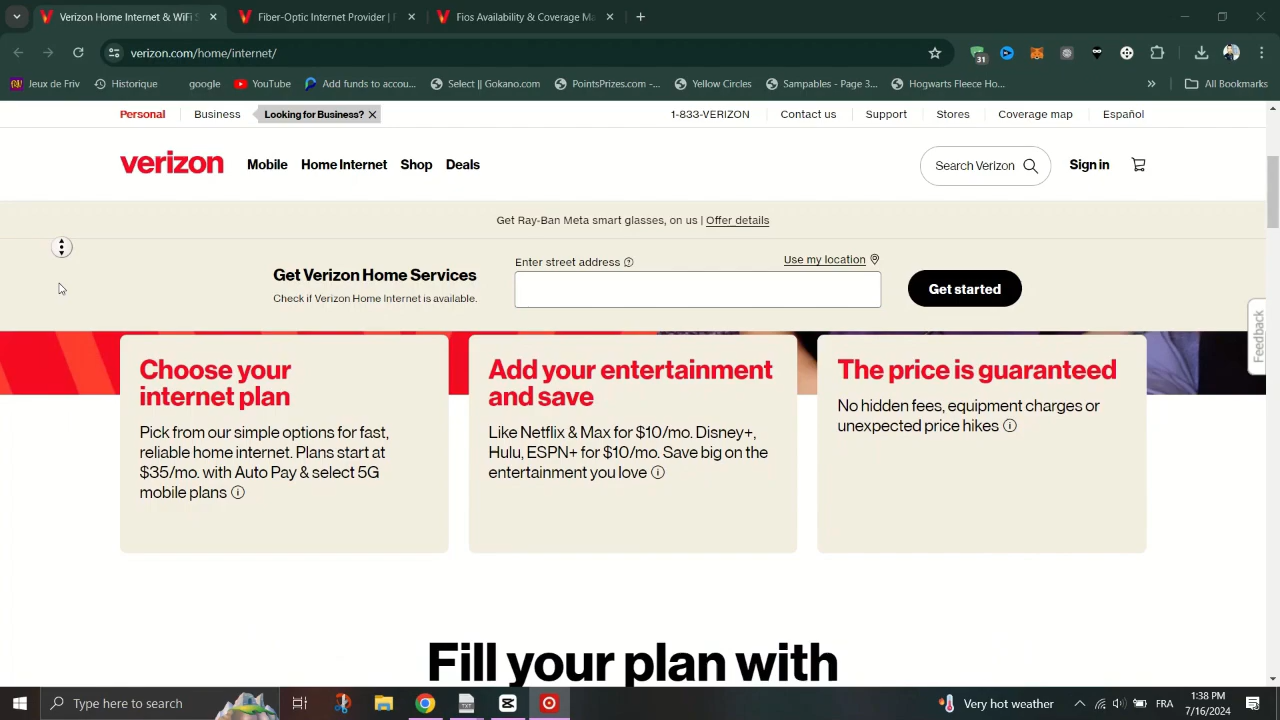 Verizon Home Internet & WiFi S
Fiber-Optic Internet Provider | F
Fios Availability & Coverage Ma
verizon.com/home/internet/
31
Jeux de Friv
Historique
google
YouTube
Add funds to accou...
Select || Gokano.com
PointsPrizes.com -...
Yellow Circles
Sampables - Page 3...
Hogwarts Fleece Ho...
»
All Bookmarks
Personal
Business
Looking for Business?
1-833-VERIZON
Contact us
Support
Stores
Coverage map
Español
verizon
Mobile
Home Internet
Shop
Deals
Search Verizon
Sign in
Get Ray-Ban Meta smart glasses, on us | Offer details
Get Verizon Home Services
Check if Verizon Home Internet is available.
Enter street address
Use my location
Get started
Feedback
Choose your
internet plan
Pick from our simple options for fast,
reliable home internet. Plans start at
$35/mo. with Auto Pay & select 5G
mobile plans
Add your entertainment
and save
Like Netflix & Max for $10/mo. Disney+,
Hulu, ESPN+ for $10/mo. Save big on the
entertainment you love
The price is guaranteed
No hidden fees, equipment charges or
unexpected price hikes
Fill your plan with
Type here to search
TXT
Very hot weather
FRA
1:38 PM
7/16/2024